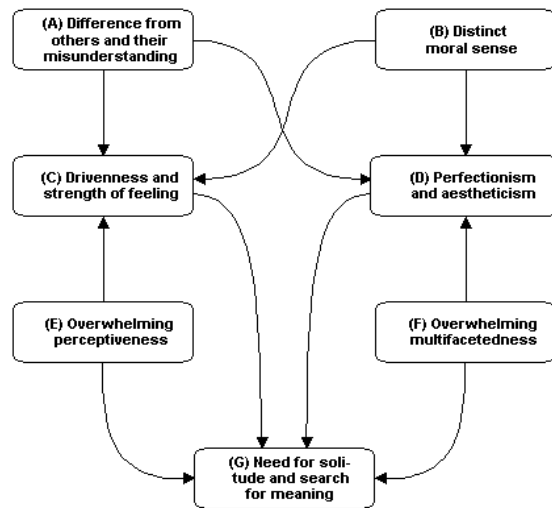 (A) Difference from
others and their
misunderstanding
(B) Distinct
moral sense
(C) Drivenness and
strength of feeling
(D) Perfectionism
and aestheticism
(E) Overwhelming
perceptiveness
(F) Overwhelming
multifacetedness
(G) Need for soli-
tude and search
for meaning